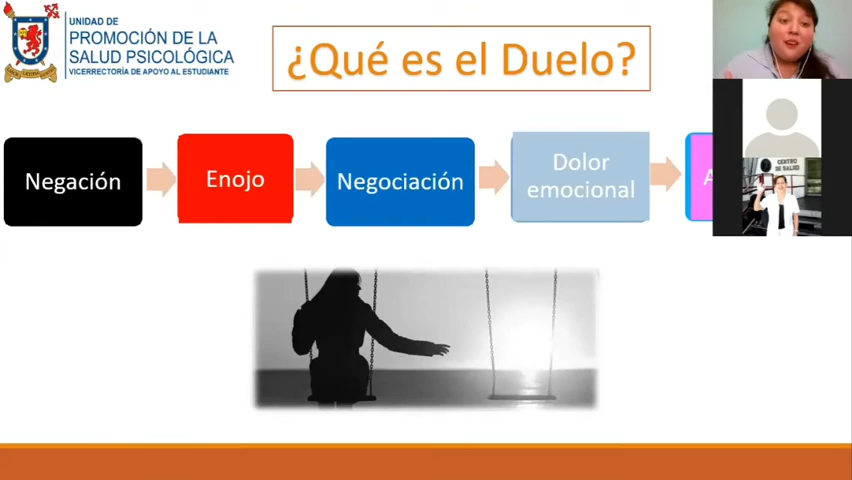 UNIDAD DE
PROMOCIÓN DE LA
SALUD PSICOLÓGICA
VICERRECTORÍA DE APOYO AL ESTUDIANTE
¿Qué es el Duelo?
Negación
Enojo
Negociación
Dolor
emocional
CENTRO
DE SALUD